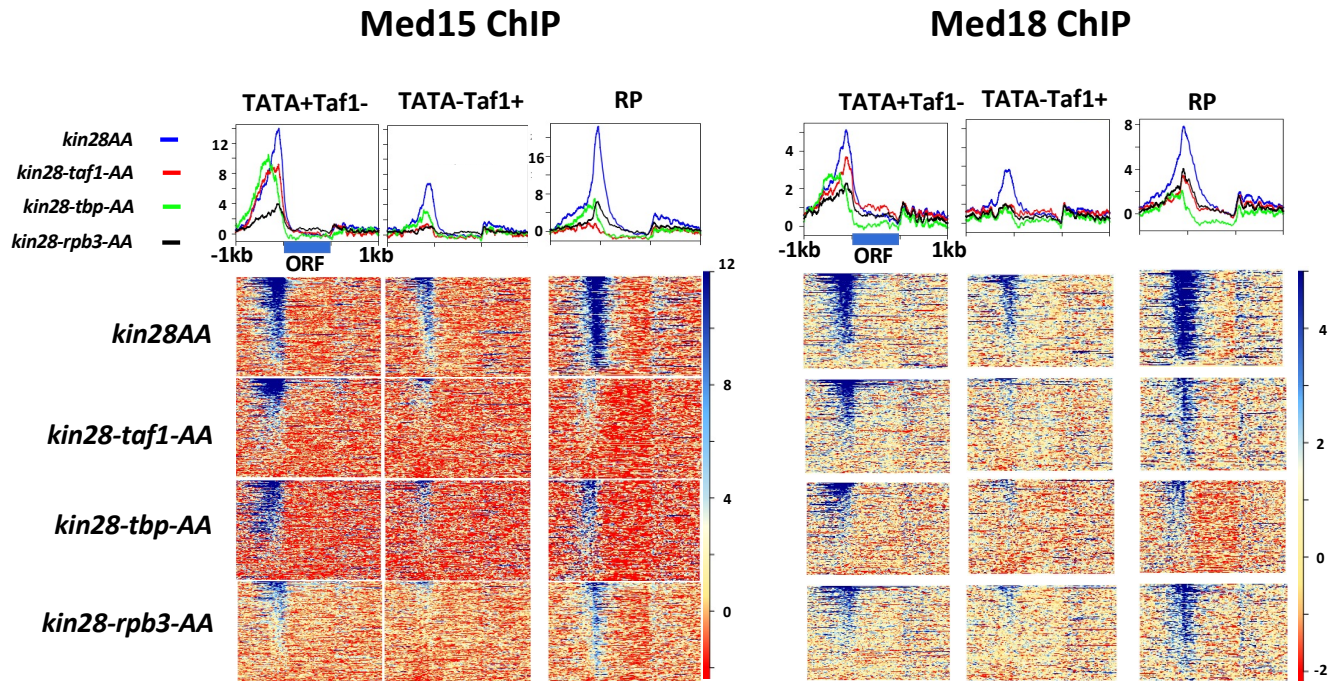 Med15 ChIP
Med18 ChIP
TATA+Taf1-
TATA-Taf1+
RP
TATA+Taf1-
TATA-Taf1+
RP
kin28AA
kin28-taf1-AA
kin28-tbp-AA
kin28-rpb3-AA
12
8
4
0
24
16
8
0
6
4
2
0
8
4
0
-1kb
ORF
1kb
-1kb
ORF
1kb
kin28AA
kin28-taf1-AA
kin28-tbp-AA
kin28-rpb3-AA
12
8
4
0
4
2
0
-2